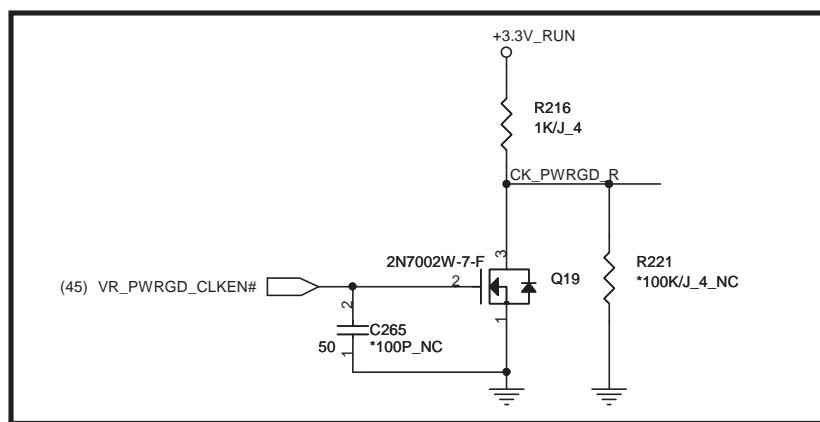 +3.3V_RUN
R216
1K/J_4
CK_PWRGD_R
3
2N7002W-7-F
2
Q19
R221
*100K/J_4_NC
(45) VR_PWRGD_CLKEN#
2
1
C265
50
*100P_NC
1